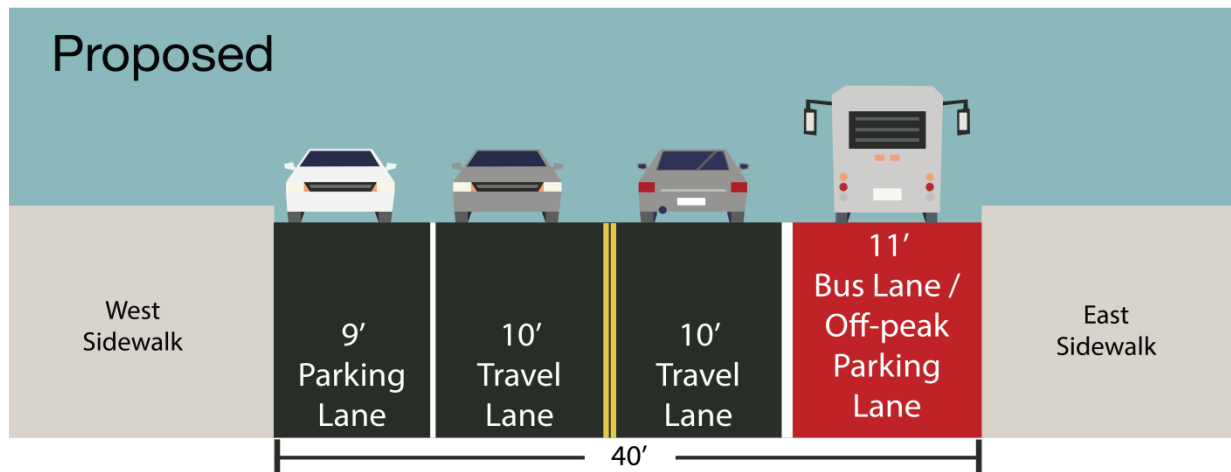 Proposed
West
Sidewalk
9’
Parking
Lane
10’
Travel
Lane
10’
Travel
Lane
11’
Bus Lane /
Off-peak
Parking
Lane
East
Sidewalk
40’